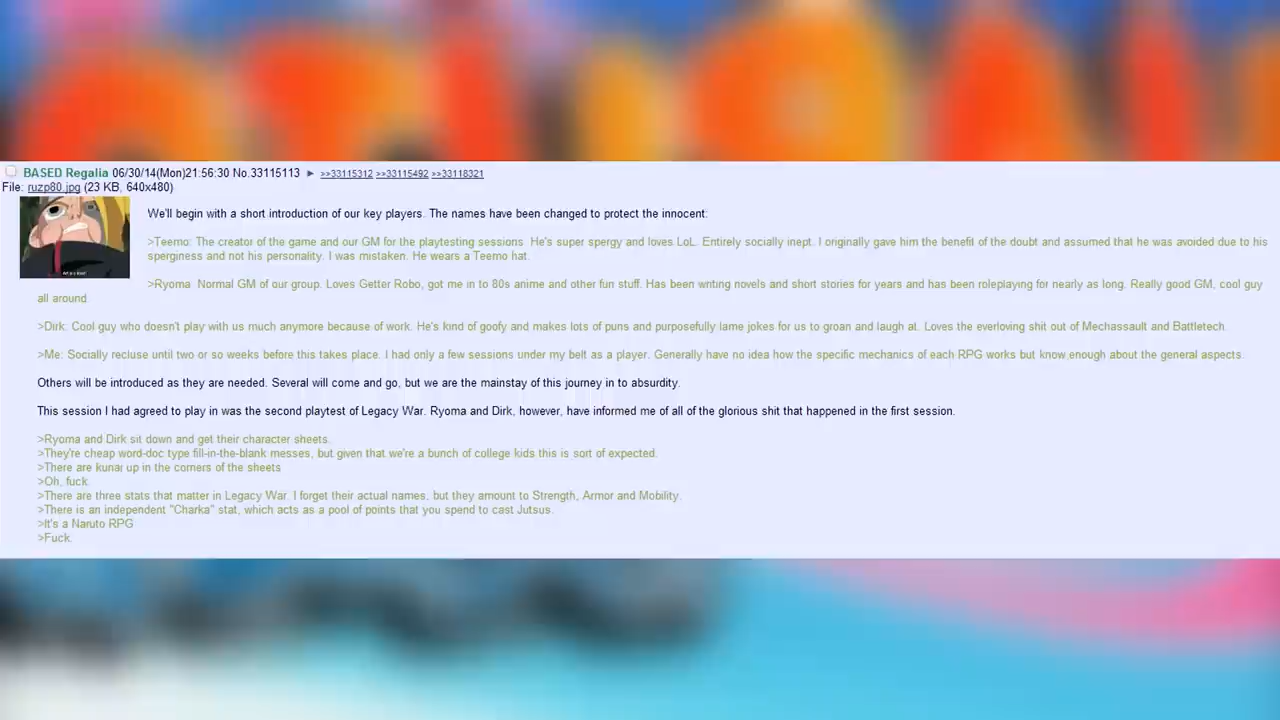 BASED Regalia 06/30/14(Mon)21:56:30 No.33115113 ► >>33115312 >>33115492 >>33118321
File: ruzp80.jpg (23 KB, 640x480)
We'll begin with a short introduction of our key players. The names have been changed to protect the innocent:
>Teemo: The creator of the game and our GM for the playtesting sessions. He's super spergy and loves LoL. Entirely socially inept. I originally gave him the benefit of the doubt and assumed that he was avoided due to his
sperginess and not his personality. I was mistaken. He wears a Teemo hat.
>Ryoma: Normal GM of our group. Loves Getter Robo, got me in to 80s anime and other fun stuff. Has been writing novels and short stories for years and has been roleplaying for nearly as long. Really good GM, cool guy
all around.
>Dirk: Cool guy who doesn't play with us much anymore because of work. He's kind of goofy and makes lots of puns and purposefully lame jokes for us to groan and laugh at. Loves the everloving shit out of Mechassault and Battletech.
>Me: Socially recluse until two or so weeks before this takes place. I had only a few sessions under my belt as a player. Generally have no idea how the specific mechanics of each RPG works but know enough about the general aspects.
Others will be introduced as they are needed. Several will come and go, but we are the mainstay of this journey in to absurdity.
This session I had agreed to play in was the second playtest of Legacy War. Ryoma and Dirk, however, have informed me of all of the glorious shit that happened in the first session.
>Ryoma and Dirk sit down and get their character sheets.
>They're cheap word-doc type fill-in-the-blank messes, but given that we're a bunch of college kids this is sort of expected.
>There are kunai up in the corners of the sheets
>Oh, fuck.
>There are three stats that matter in Legacy War. I forget their actual names, but they amount to Strength, Armor and Mobility.
>There is an independent "Charka" stat, which acts as a pool of points that you spend to cast Jutsus.
>It's a Naruto RPG
>Fuck.